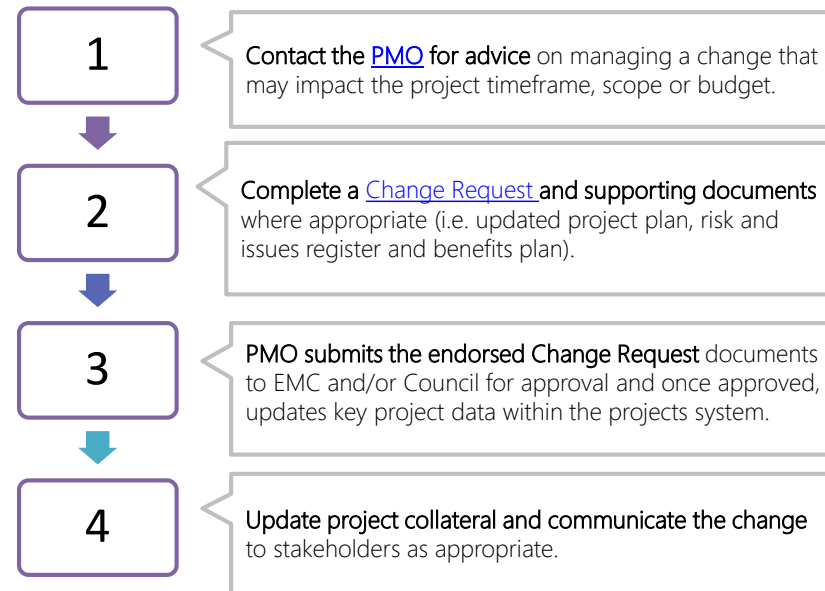 1
Contact the PMO for advice on managing a change that
may impact the project timeframe, scope or budget.
2
Complete a Change Request and supporting documents
where appropriate (i.e. updated project plan, risk and
issues register and benefits plan).
3
PMO submits the endorsed Change Request documents
to EMC and/or Council for approval and once approved,
updates key project data within the projects system.
4
Update project collateral and communicate the change
to stakeholders as appropriate.